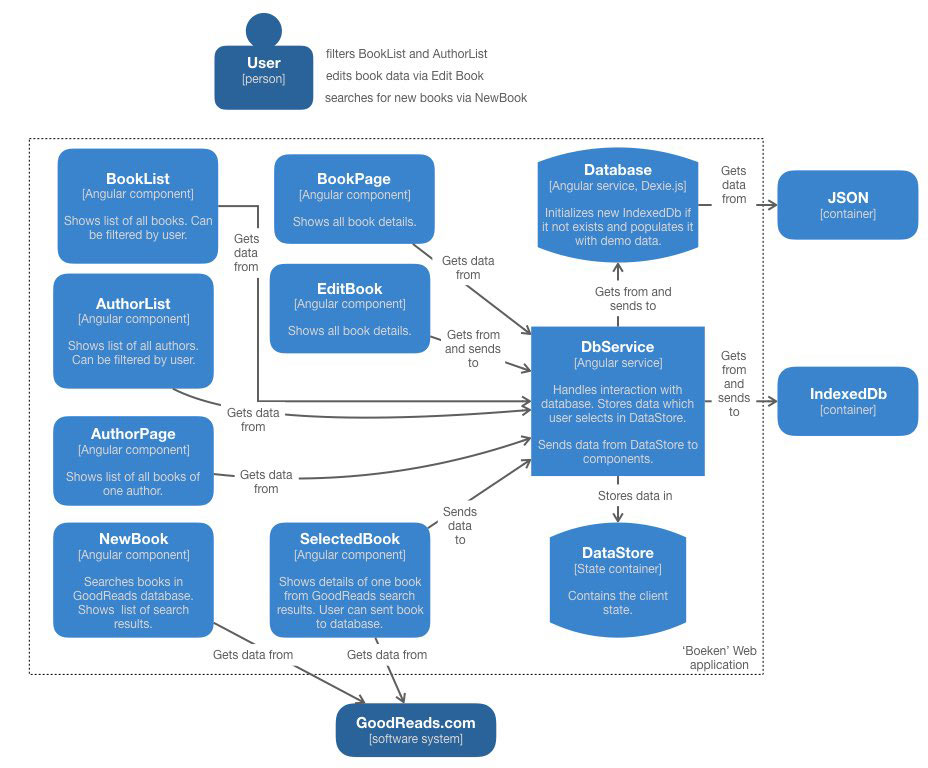 User
[person]
filters BookList and AuthorList
edits book data via Edit Book
searches for new books via NewBook
BookList
[Angular component]
Shows list of all books. Can
be filtered by user.
BookPage
[Angular component]
Shows all book details.
Database
[Angular service, Dexie.js]
Initializes new IndexedDb if
it not exists and populates it
with demo data.
Gets
data
from
JSON
[container]
Gets
data
from
Gets data
from
AuthorList
[Angular component]
Shows list of all authors.
Can be filtered by user.
EditBook
[Angular component]
Shows all book details.
Gets from
and sends
to
Gets from and
sends to
DbService
[Angular service]
Handles interaction with
database. Stores data which
user selects in DataStore.
Sends data from DataStore to
components.
Gets
from
and
sends
to
IndexedDb
[container]
Gets data
from
AuthorPage
[Angular component]
Shows list of all books of
one author.
Gets data
from
Sends
data
to
Stores data in
NewBook
[Angular component]
Searches books in
GoodReads database.
Shows  list of search
results.
SelectedBook
[Angular component]
Shows details of one book
from GoodReads search
results. User can sent book
to database.
DataStore
[State container]
Contains the client
state.
Gets data from
Gets data from
‘Boeken’ Web
application
GoodReads.com
[software system]